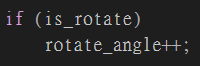 if (is_rotate)
    rotate_angle++;